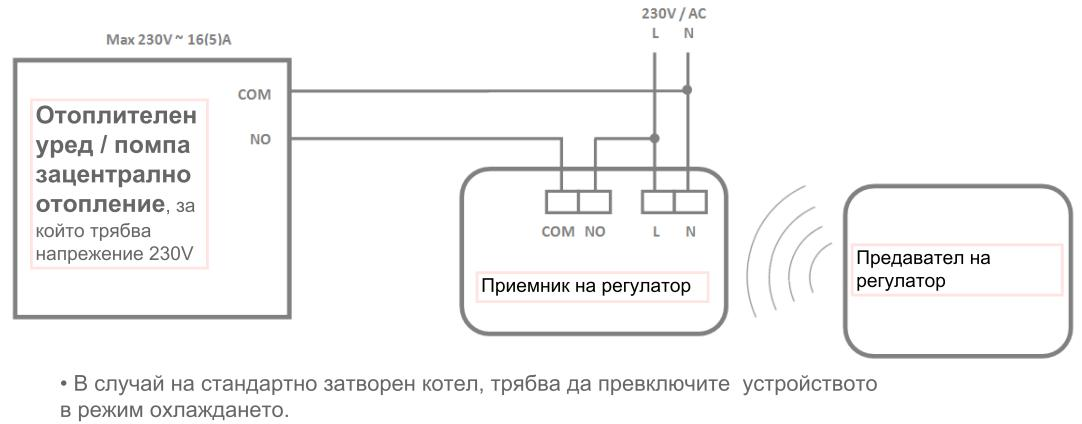 230V / AC
L N
Max 230V ~ 16(5)A
COM
NO
Отоплителен
уред / помпа
зацентрално
отопление, за
който трябва
напрежение 230V
COM NO L N
Приемник на регулатор
Предавател на
регулатор
• В случай на стандартно затворен котел, трябва да превключите устройството
в режим охлаждането.